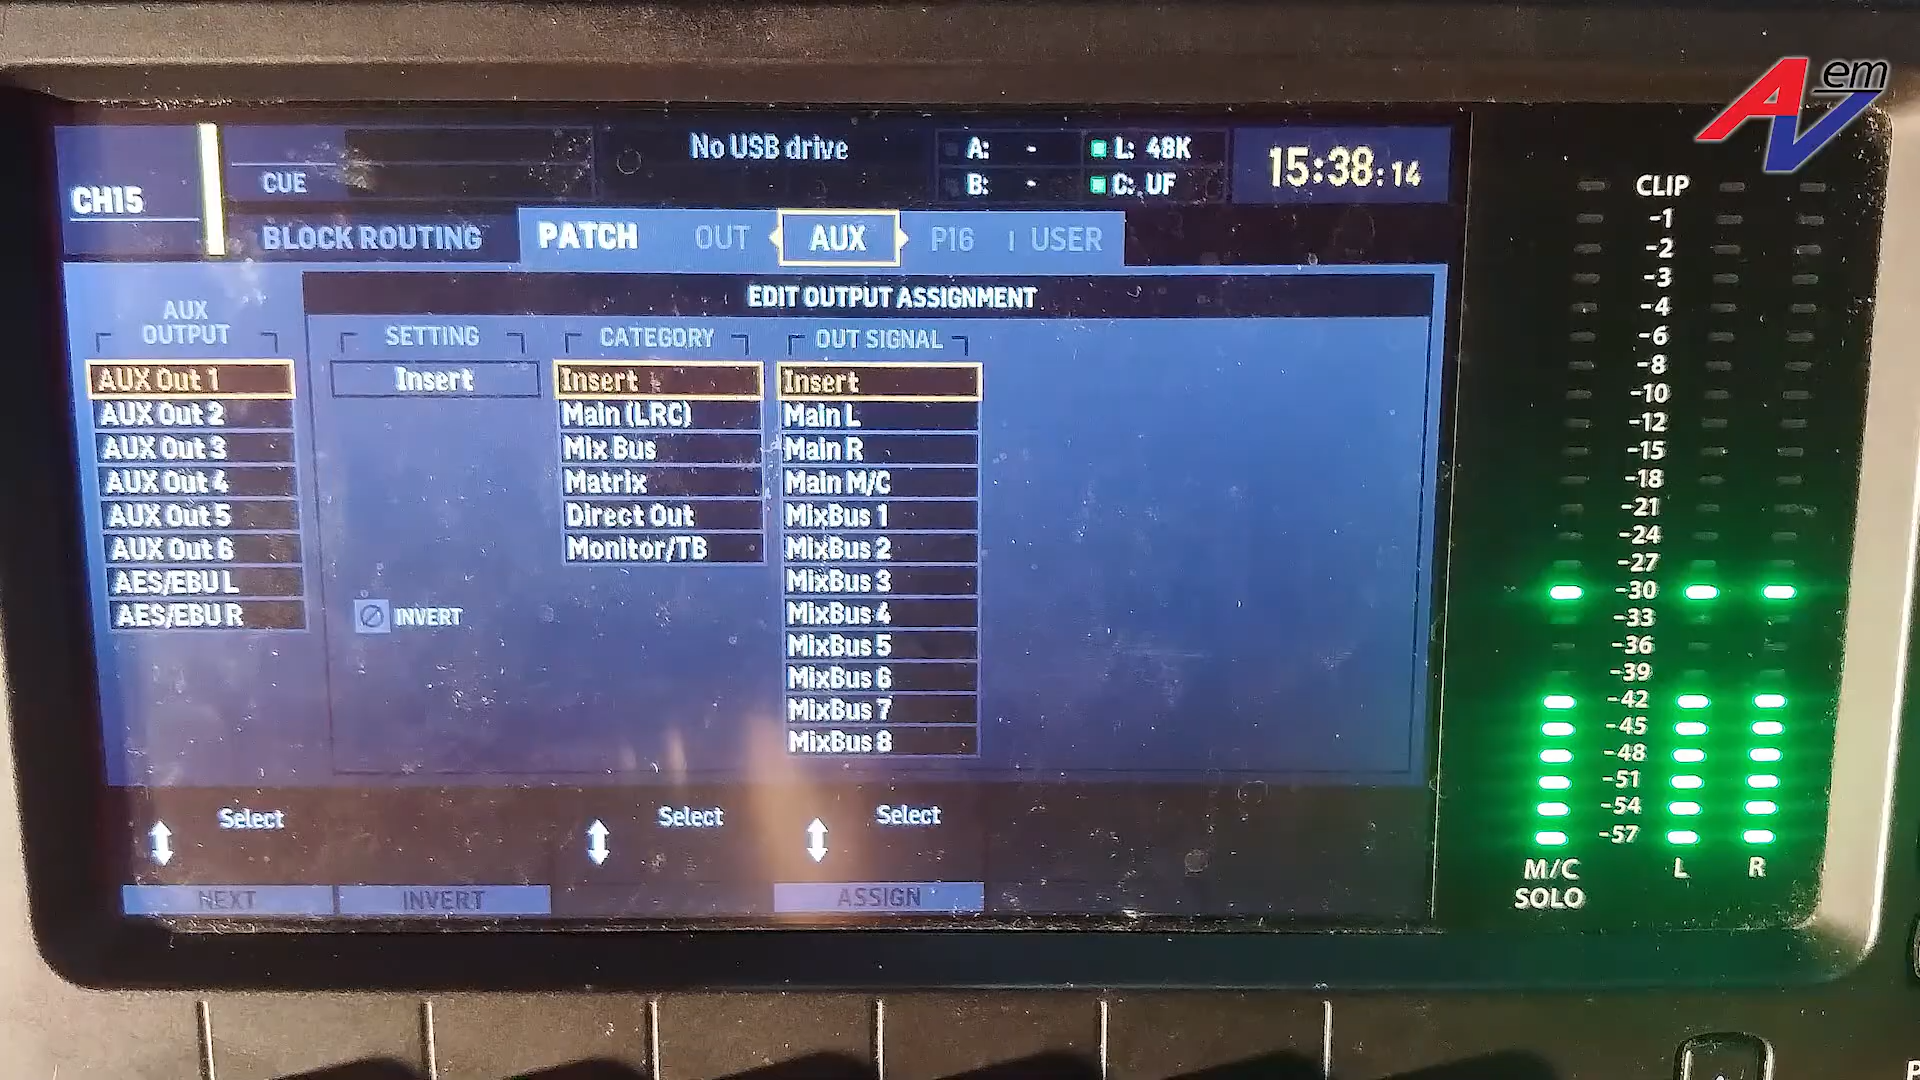 AV em
No USB drive
A: -
L: 48K
CH15
CUE
B: -
C: UF
15:38:14
BLOCK ROUTING
PATCH
OUT
AUX
P16
USER
EDIT OUTPUT ASSIGNMENT
AUX
OUTPUT
SETTING
CATEGORY
OUT SIGNAL
AUX Out 1
AUX Out 2
AUX Out 3
AUX Out 4
AUX Out 5
AUX Out 6
AES/EBU L
AES/EBU R
Insert
INVERT
Insert
Main (LRC)
Mix Bus
Matrix
Direct Out
Monitor/TB
Insert
Main L
Main R
Main M/C
MixBus 1
MixBus 2
MixBus 3
MixBus 4
MixBus 5
MixBus 6
MixBus 7
MixBus 8
Select
Select
Select
NEXT
INVERT
ASSIGN
CLIP
-1
-2
-3
-4
-6
-8
-10
-12
-15
-18
-21
-24
-27
-30
-33
-36
-39
-42
-45
-48
-51
-54
-57
M/C
SOLO
L
R